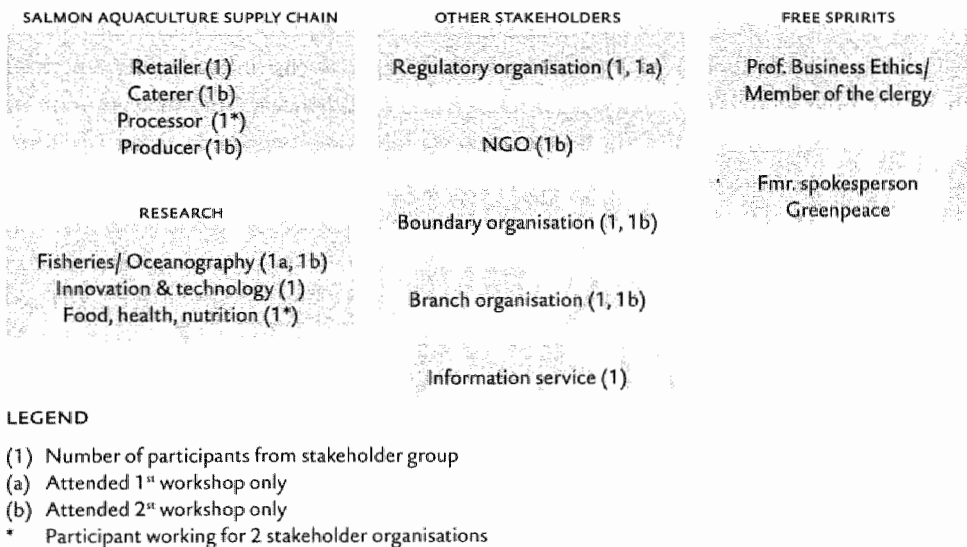 SALMON AQUACULTURE SUPPLY CHAIN
Retailer (1)
Caterer (1b)
Processor (1*)
Producer (1b)
RESEARCH
Fisheries/ Oceanography (1a, 1b)
Innovation & technology (1)
Food, health, nutrition (1*)
OTHER STAKEHOLDERS
Regulatory organisation (1, 1a)
NGO (1b)
Boundary organisation (1, 1b)
Branch organisation (1, 1b)
Information service (1)
FREE SPRIRITS
Prof. Business Ethics/
Member of the clergy
Fmr. spokesperson
Greenpeace
LEGEND
(1) Number of participants from stakeholder group
(a) Attended 1st workshop only
(b) Attended 2st workshop only
* Participant working for 2 stakeholder organisations